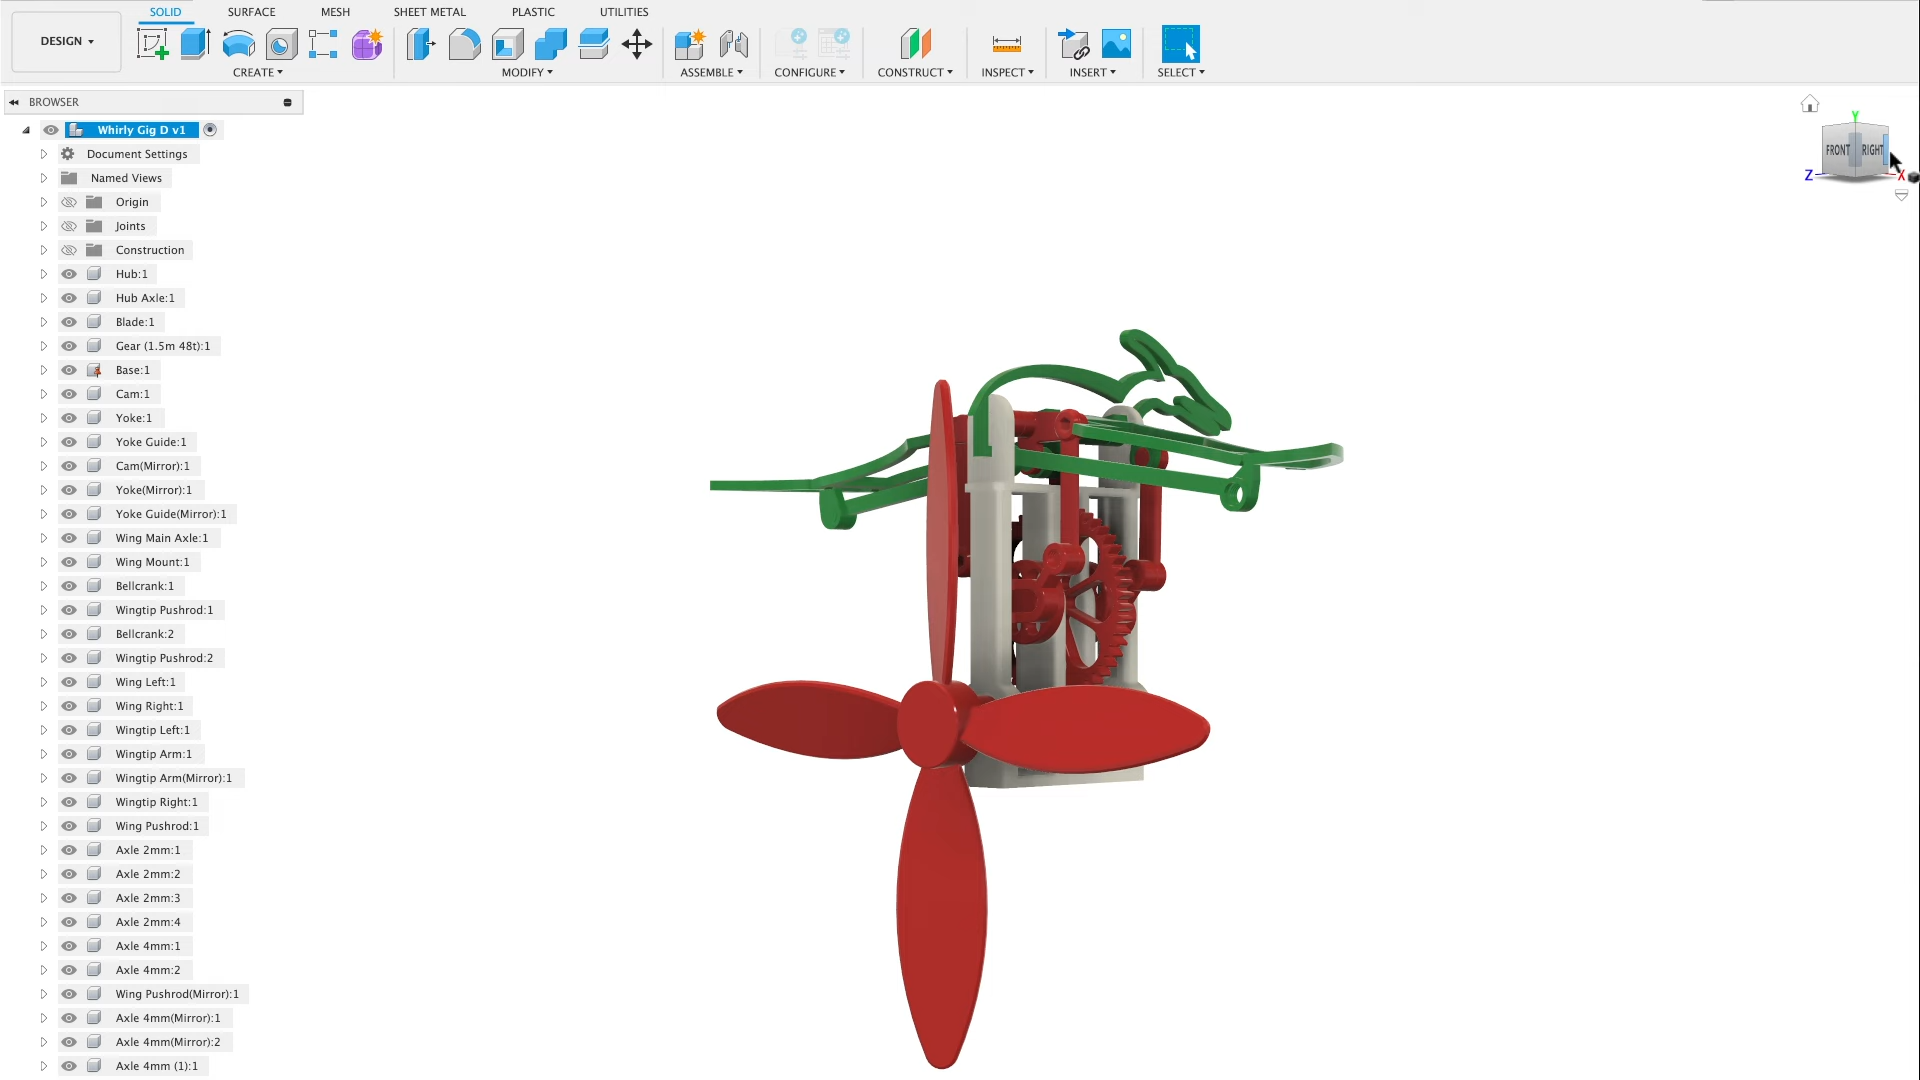 DESIGN
SOLID
SURFACE
MESH
SHEET METAL
PLASTIC
UTILITIES
CREATE
MODIFY
ASSEMBLE
CONFIGURE
CONSTRUCT
INSPECT
INSERT
SELECT
BROWSER
Whirly Gig D v1
Document Settings
Named Views
Origin
Joints
Construction
Hub:1
Hub Axle:1
Blade:1
Gear (1.5m 48t):1
Base:1
Cam:1
Yoke:1
Yoke Guide:1
Cam(Mirror):1
Yoke(Mirror):1
Yoke Guide(Mirror):1
Wing Main Axle:1
Wing Mount:1
Bellcrank:1
Wingtip Pushrod:1
Bellcrank:2
Wingtip Pushrod:2
Wing Left:1
Wing Right:1
Wingtip Left:1
Wingtip Arm:1
Wingtip Arm(Mirror):1
Wingtip Right:1
Wing Pushrod:1
Axle 2mm:1
Axle 2mm:2
Axle 2mm:3
Axle 2mm:4
Axle 4mm:1
Axle 4mm:2
Wing Pushrod(Mirror):1
Axle 4mm(Mirror):1
Axle 4mm(Mirror):2
Axle 4mm (1):1
Y
FRONT
RIGHT
Z
X